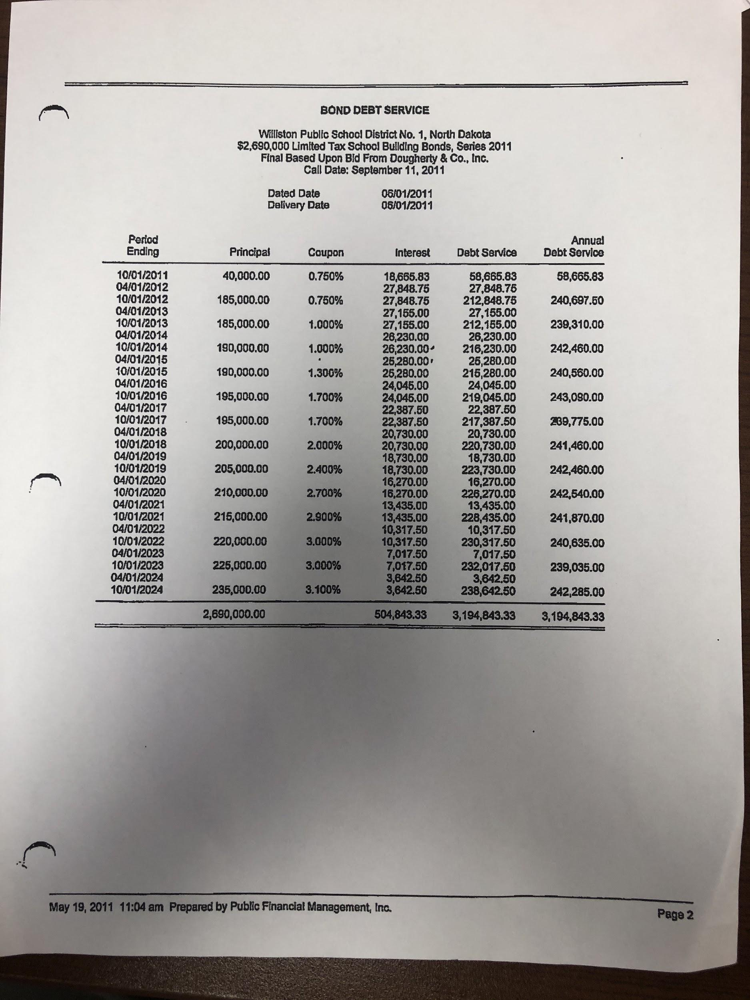 BOND DEBT SERVICE
Williston Public School District No. 1, North Dakota
$2,690,000 Limited Tax School Building Bonds, Series 2011
Final Based Upon Bid From Dougherty & Co., Inc.
Call Date: September 11, 2011
Dated Date 06/01/2011
Delivery Date 06/01/2011
Period Annual
Ending Principal Coupon Interest Debt Service Debt Service
10/01/2011 40,000.00 0.750% 18,665.83 58,665.83 58,665.83
04/01/2012 27,848.75 27,848.75
10/01/2012 185,000.00 0.750% 27,848.75 212,848.75 240,697.50
04/01/2013 27,155.00 27,155.00
10/01/2013 185,000.00 1.000% 27,155.00 212,155.00 239,310.00
04/01/2014 26,230.00 26,230.00
10/01/2014 190,000.00 1.000% 26,230.00 216,230.00 242,460.00
04/01/2015 25,280.00 25,280.00
10/01/2015 190,000.00 1.300% 25,280.00 215,280.00 240,560.00
04/01/2016 24,045.00 24,045.00
10/01/2016 195,000.00 1.700% 24,045.00 219,045.00 243,090.00
04/01/2017 22,387.50 22,387.50
10/01/2017 195,000.00 1.700% 22,387.50 217,387.50 239,775.00
04/01/2018 20,730.00 20,730.00
10/01/2018 200,000.00 2.000% 20,730.00 220,730.00 241,460.00
04/01/2019 18,730.00 18,730.00
10/01/2019 205,000.00 2.400% 18,730.00 223,730.00 242,460.00
04/01/2020 16,270.00 16,270.00
10/01/2020 210,000.00 2.700% 16,270.00 226,270.00 242,540.00
04/01/2021 13,435.00 13,435.00
10/01/2021 215,000.00 2.900% 13,435.00 228,435.00 241,870.00
04/01/2022 10,317.50 10,317.50
10/01/2022 220,000.00 3.000% 10,317.50 230,317.50 240,635.00
04/01/2023 7,017.50 7,017.50
10/01/2023 225,000.00 3.000% 7,017.50 232,017.50 239,035.00
04/01/2024 3,642.50 3,642.50
10/01/2024 235,000.00 3.100% 3,642.50 238,642.50 242,285.00
2,690,000.00 504,843.33 3,194,843.33 3,194,843.33
May 19, 2011 11:04 am Prepared by Public Financial Management, Inc.
Page 2